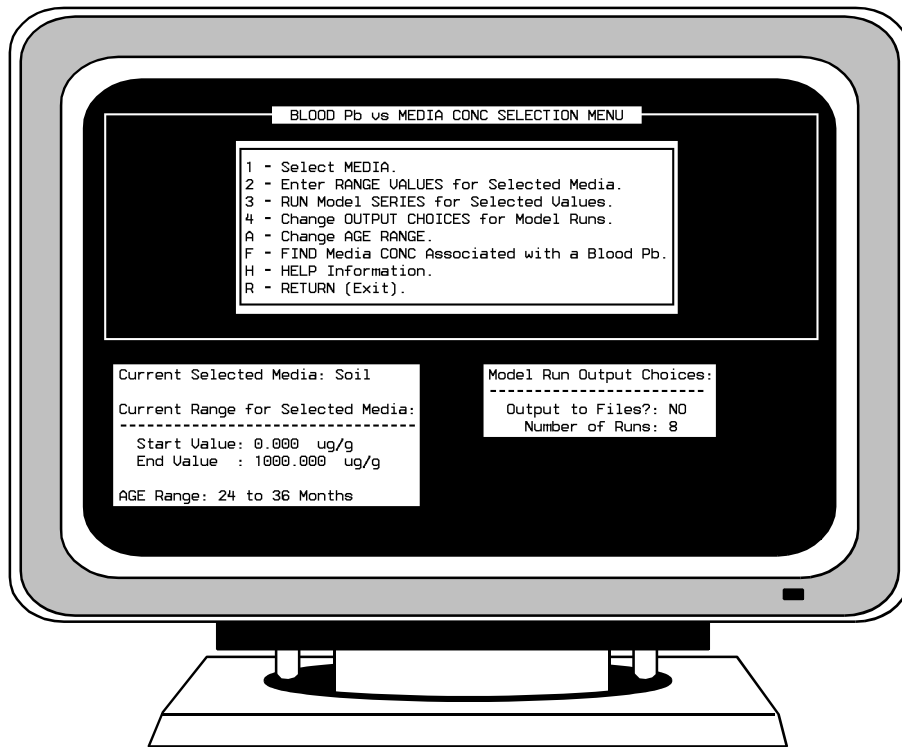 BLOOD Pb vs MEDIA CONC SELECTION MENU
1 - Select MEDIA.
2 - Enter RANGE VALUES for Selected Media.
3 - RUN Model SERIES for Selected Values.
4 - Change OUTPUT CHOICES for Model Runs.
A - Change AGE RANGE.
F - FIND Media CONC Associated with a Blood Pb.
H - HELP Information.
R - RETURN (Exit).
Current Selected Media: Soil
Current Range for Selected Media:
Start Value: 0.000 ug/g
End Value : 1000.000 ug/g
AGE Range: 24 to 36 Months
Model Run Output Choices:
Output to Files?: NO
Number of Runs: 8